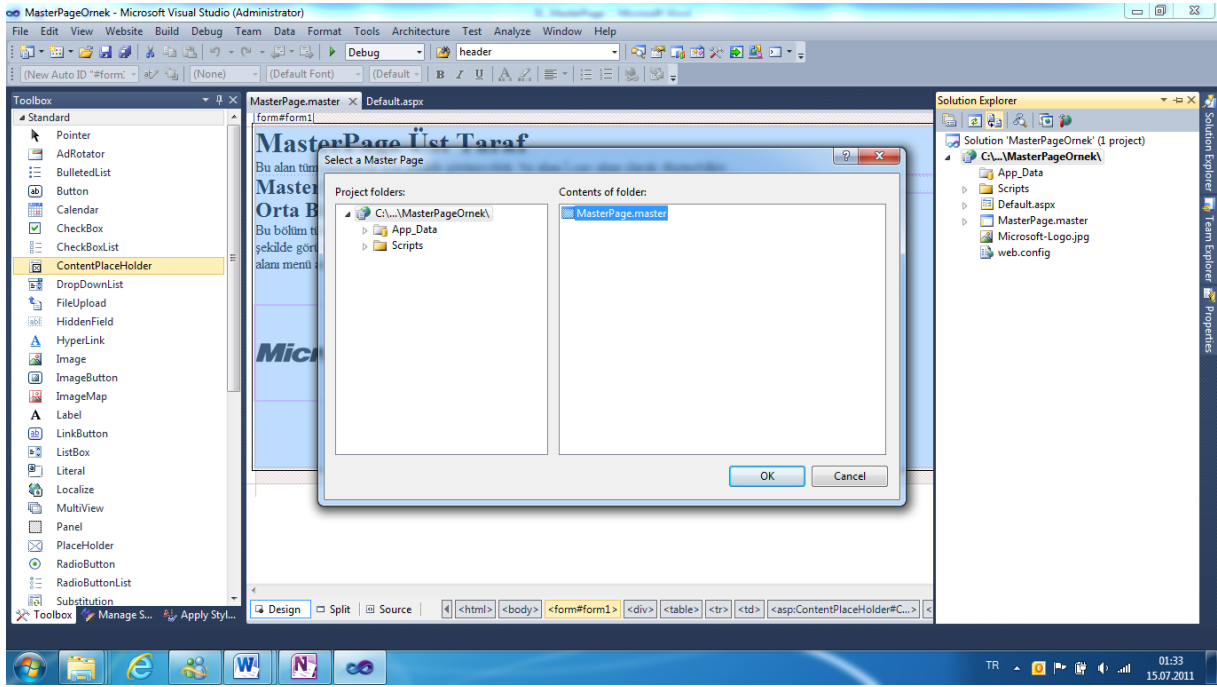 MasterPageOrnek - Microsoft Visual Studio (Administrator)
File Edit View Website Build Debug Team Data Format Tools Architecture Test Analyze Window Help
Debug header
(New Auto ID "#form: (None) (Default Font) (Default B I U
Toolbox
Standard
Pointer
AdRotator
BulletedList
Button
Calendar
CheckBox
CheckBoxList
ContentPlaceHolder
DropDownList
FileUpload
HiddenField
HyperLink
Image
ImageButton
ImageMap
Label
LinkButton
ListBox
Literal
Localize
MultiView
Panel
PlaceHolder
RadioButton
RadioButtonList
Substitution
Toolbox Manage S... Apply Styl...
MasterPage.master Default.aspx
form#form1
MasterPage Üst Taraf
Bu alan tüm
Master
Orta B
Bu bölüm tü
şekilde görü
alanı menü a
Micr
Select a Master Page
Project folders:
C:\...\MasterPageOrnek\
App_Data
Scripts
Contents of folder:
MasterPage.master
OK Cancel
Design Split Source <html> <body> <form#form1> <div> <table> <tr> <td> <asp:ContentPlaceHolder#C...> <
Solution Explorer
Solution 'MasterPageOrnek' (1 project)
C:\...\MasterPageOrnek\
App_Data
Scripts
Default.aspx
MasterPage.master
Microsoft-Logo.jpg
web.config
Solution Explorer
Team Explorer
Properties
TR
01:33
15.07.2011